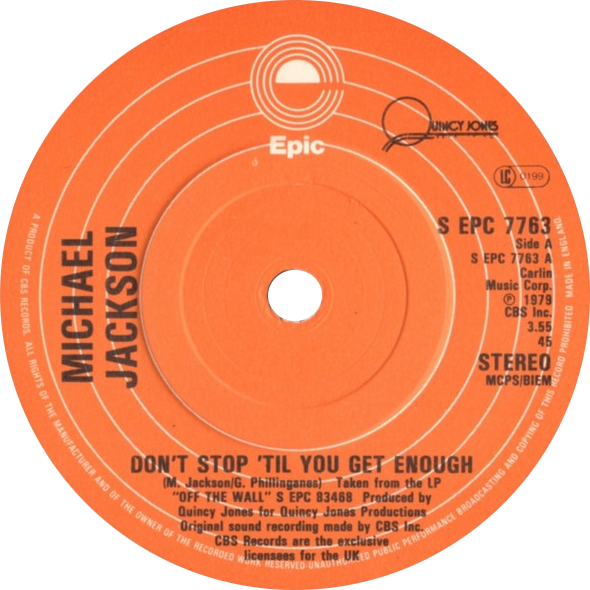 Epic
QUINCY JONES
LC 0199
MICHAEL
JACKSON
S EPC 7763
Side A
S EPC 7763 A
Carlin
Music Corp.
℗ 1979
CBS Inc.
3.55
45
STEREO
MCPS/BIEM
DON'T STOP 'TIL YOU GET ENOUGH
(M. Jackson/G. Phillinganes) Taken from the LP
"OFF THE WALL" S EPC 83468 Produced by
Quincy Jones for Quincy Jones Productions
Original sound recording made by CBS Inc.
CBS Records are the exclusive
licensees for the UK
A PRODUCT OF CBS RECORDS. ALL RIGHTS OF THE MANUFACTURER AND OF THE OWNER OF THE RECORDED WORK RESERVED-UNAUTHORIZED PUBLIC PERFORMANCE BROADCASTING AND COPYING OF THIS RECORD PROHIBITED MADE IN ENGLAND.